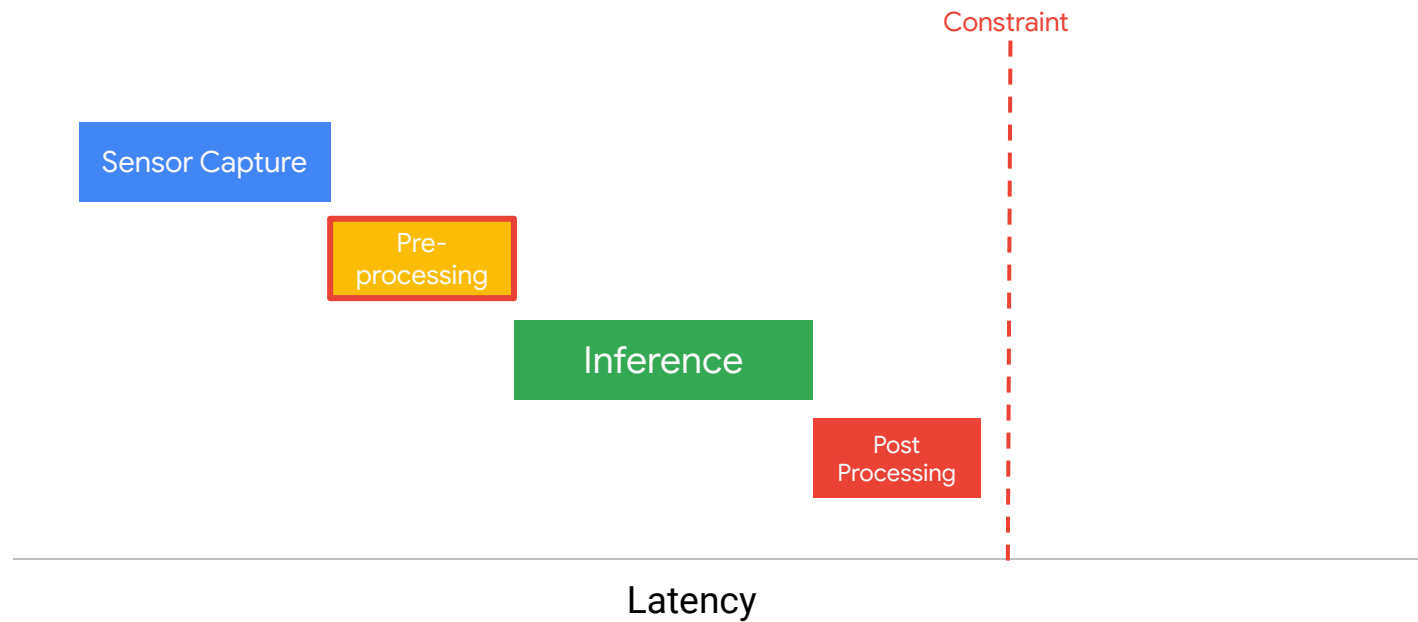 Constraint
Sensor Capture
Pre-
processing
Inference
Post
Processing
Latency